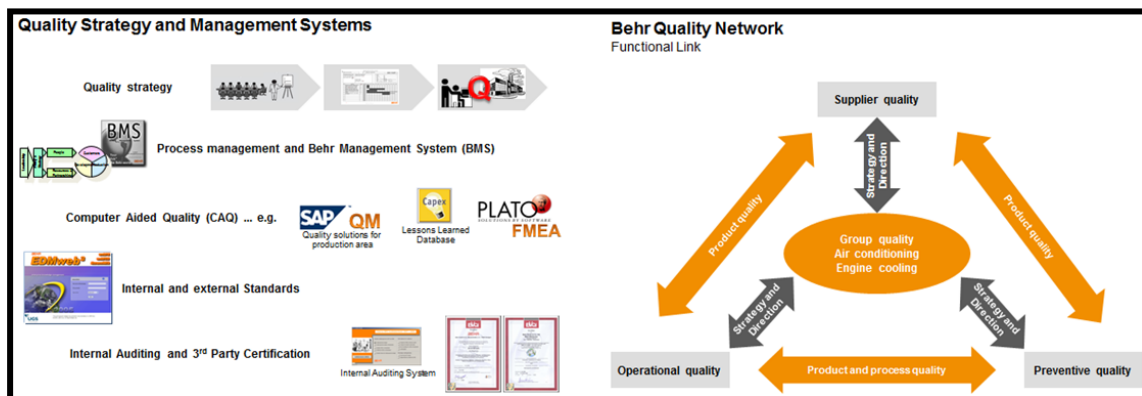 Quality Strategy and Management Systems
Quality strategy
Q
BMS
Process management and Behr Management System (BMS)
Computer Aided Quality (CAQ) ... e.g.
SAP QM
Quality solutions for
production area
Capex
Lessons Learned
Database
PLATO
SOLUTIONS BY SOFTWARE
FMEA
EDMweb
Internal and external Standards
Internal Auditing and 3rd Party Certification
Internal Auditing System
Behr Quality Network
Functional Link
Supplier quality
Strategy and
Direction
Product quality
Product quality
Group quality
Air conditioning
Engine cooling
Strategy and
Direction
Strategy and
Direction
Operational quality
Product and process quality
Preventive quality